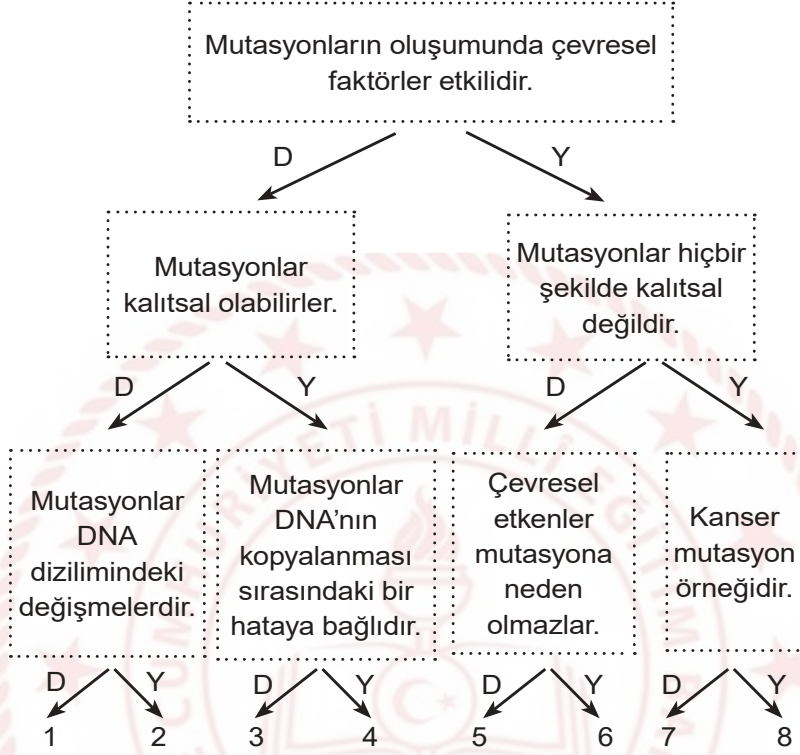 Mutasyonların oluşumunda çevresel
faktörler etkilidir.
D
Y
Mutasyonlar
kalıtsal olabilirler.
Mutasyonlar hiçbir
şekilde kalıtsal
değildir.
D
Y
D
Y
Mutasyonlar
DNA
dizilimindeki
değişmelerdir.
Mutasyonlar
DNA'nın
kopyalanması
sırasındaki bir
hataya bağlıdır.
Çevresel
etkenler
mutasyona
neden
olmazlar.
Kanser
mutasyon
örneğidir.
D
Y
D
Y
D
Y
D
Y
1
2
3
4
5
6
7
8